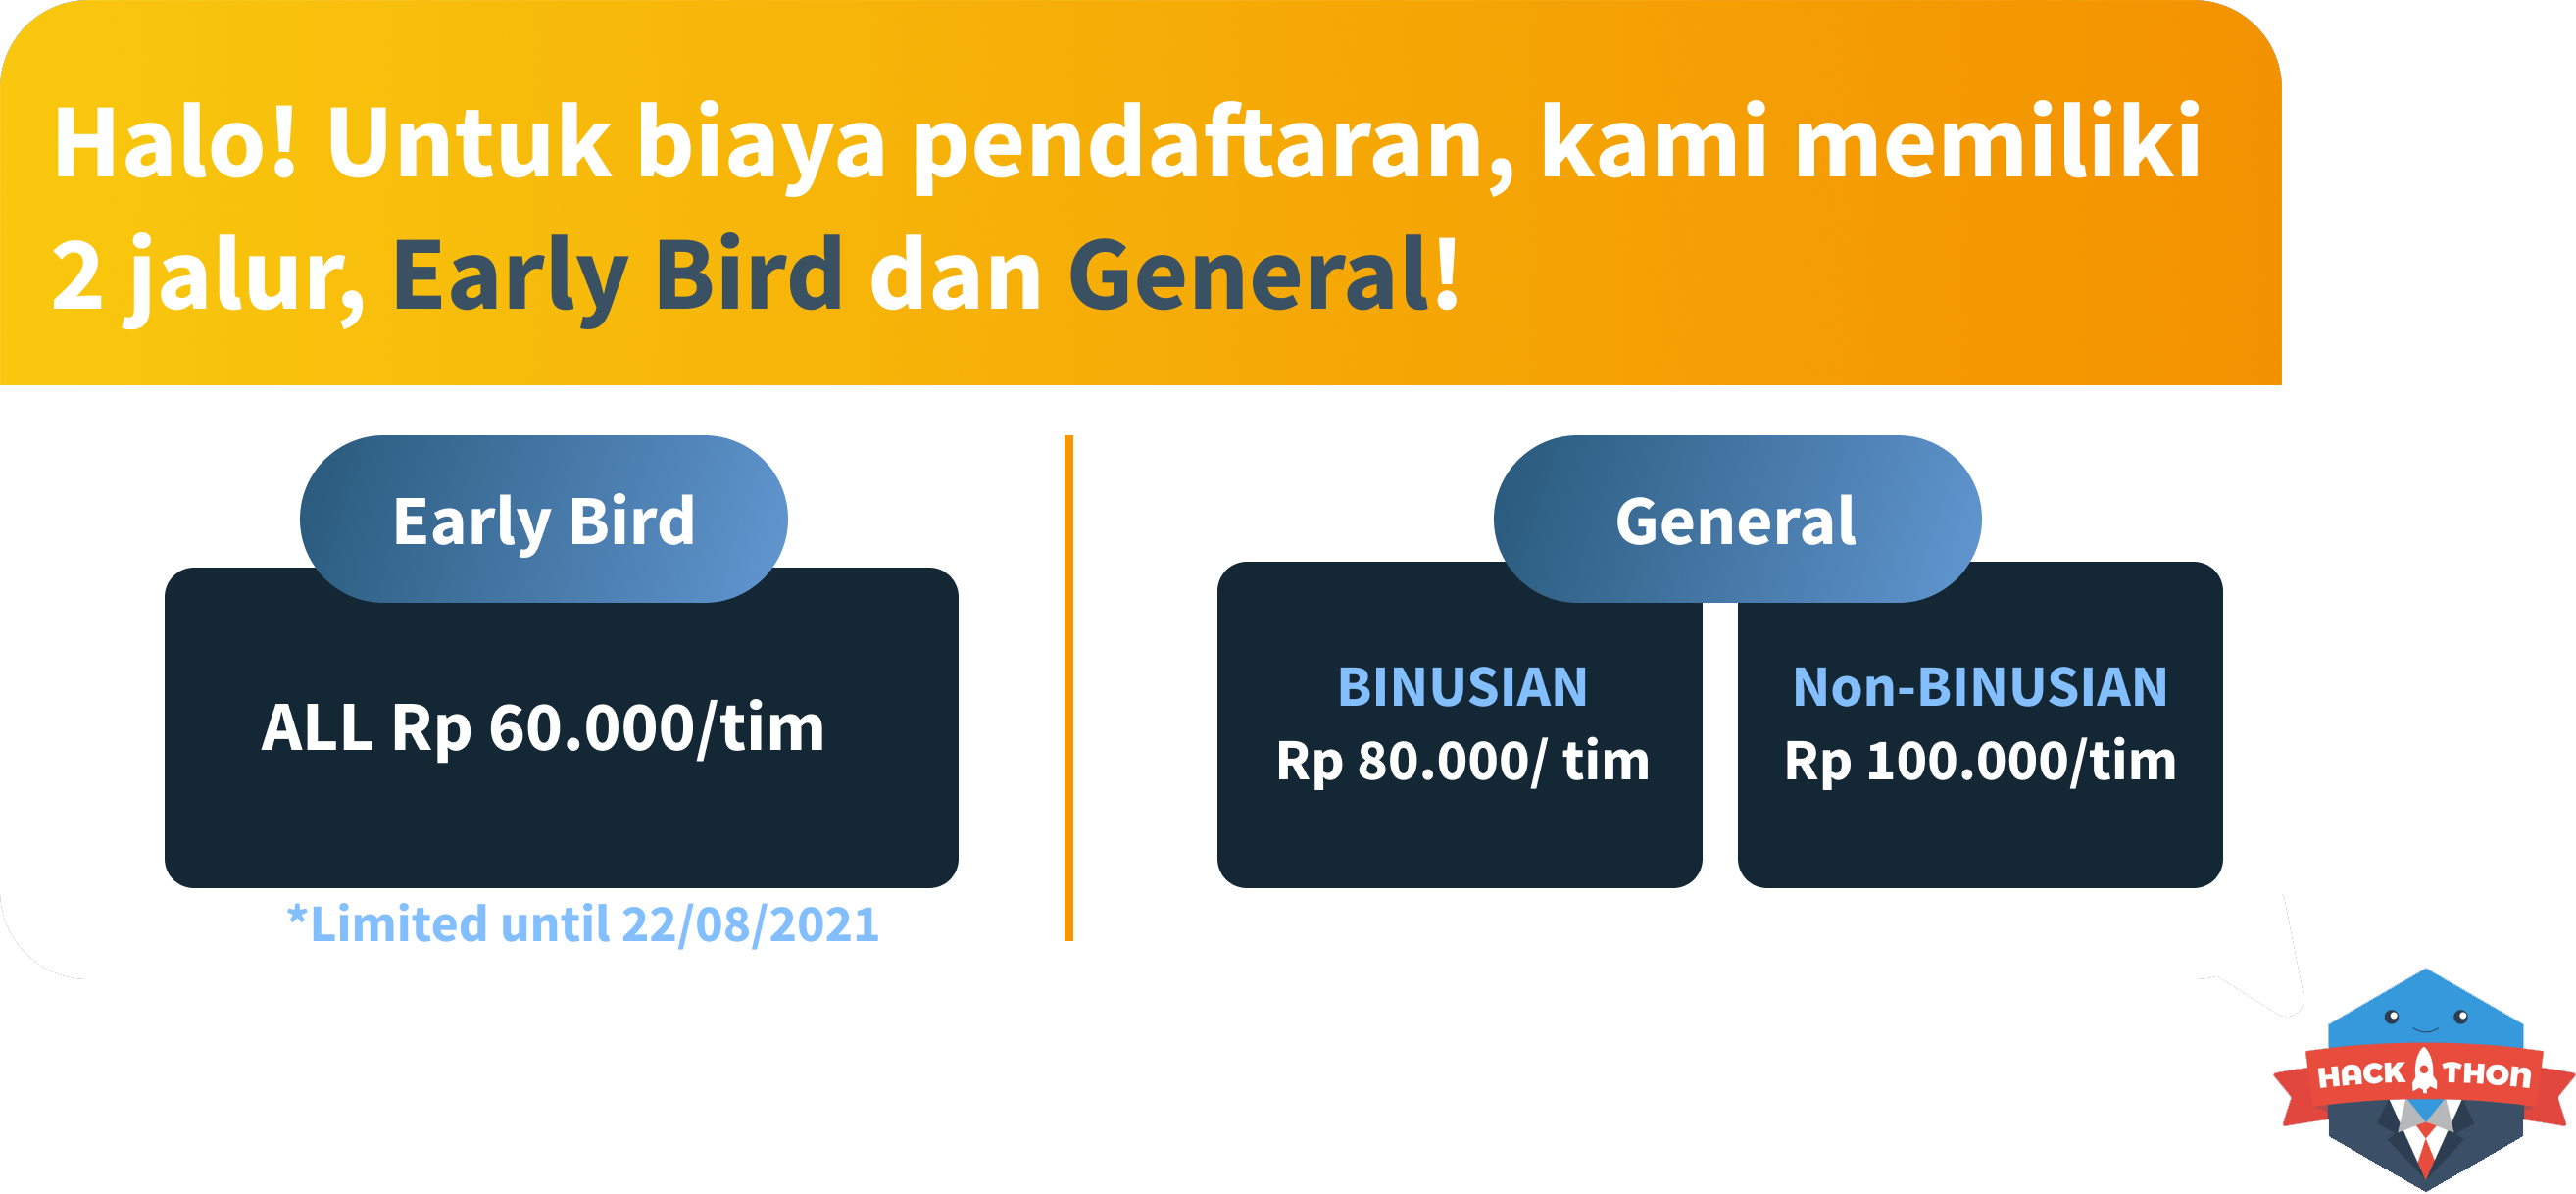 Halo! Untuk biaya pendaftaran, kami memiliki
2 jalur, Early Bird dan General!
Early Bird
ALL Rp 60.000/tim
*Limited until 22/08/2021
General
BINUSIAN
Rp 80.000/ tim
Non-BINUSIAN
Rp 100.000/tim
HACK THON